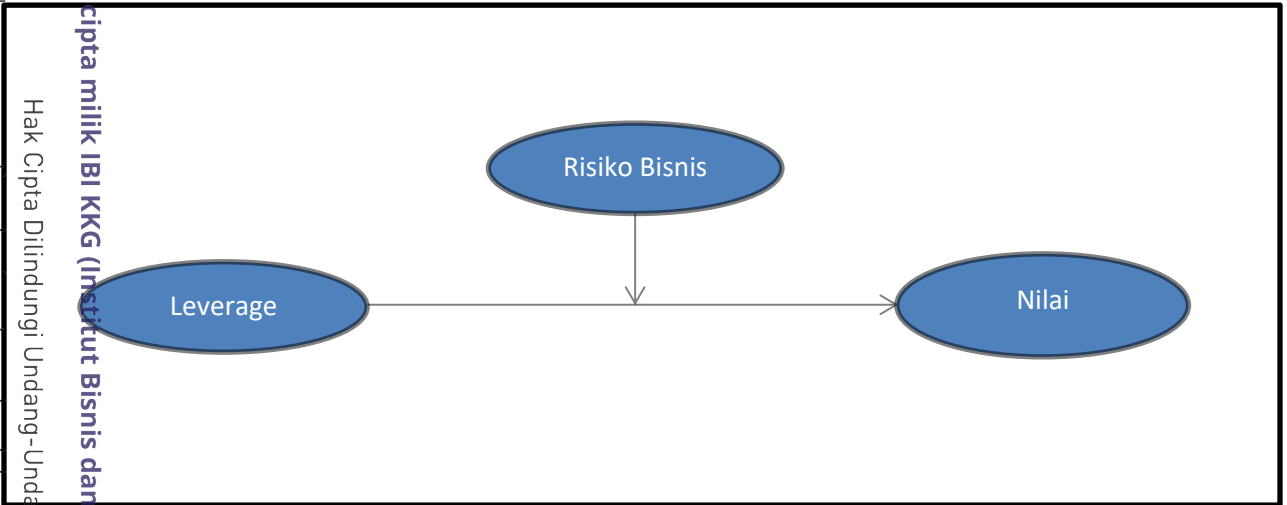 cipta milik IBI KKG (Institut Bisnis dan
Hak Cipta Dilindungi Undang-Unda
Risiko Bisnis
Leverage
Nilai